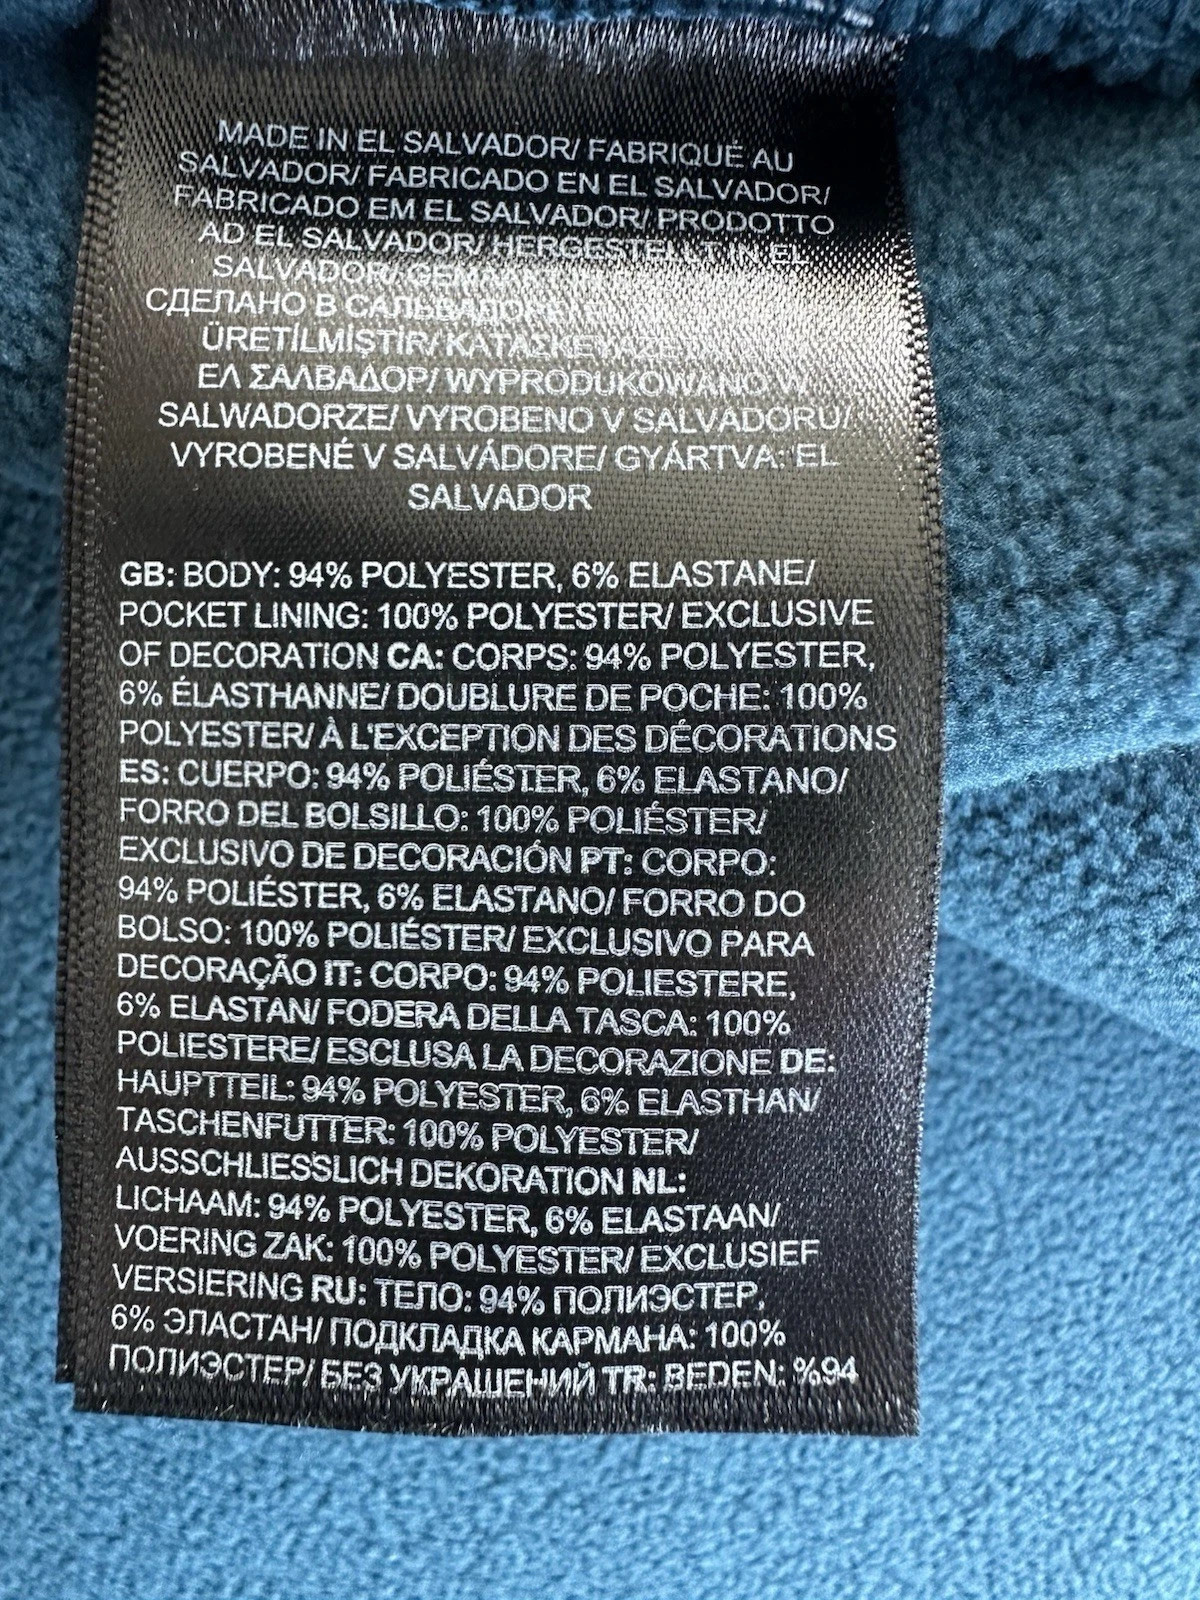 MADE IN EL SALVADOR/ FABRIQUÉ AU
SALVADOR/ FABRICADO EN EL SALVADOR/
FABRICADO EM EL SALVADOR/ PRODOTTO
AD EL SALVADOR/ HERGESTELLT IN EL
SALVADOR/
СДЕЛАНО В САЛЬВАДОРЕ/
ÜRETİLMİŞTİR/
ΕΛ ΣΑΛΒΑΔΟΡ/ WYPRODUKOWANO W
SALWADORZE/ VYROBENO V SALVADORU/
VYROBENÉ V SALVÁDORE/ GYÁRTVA: EL
SALVADOR
GB: BODY: 94% POLYESTER, 6% ELASTANE/
POCKET LINING: 100% POLYESTER/ EXCLUSIVE
OF DECORATION CA: CORPS: 94% POLYESTER,
6% ÉLASTHANNE/ DOUBLURE DE POCHE: 100%
POLYESTER/ À L'EXCEPTION DES DÉCORATIONS
ES: CUERPO: 94% POLIÉSTER, 6% ELASTANO/
FORRO DEL BOLSILLO: 100% POLIÉSTER/
EXCLUSIVO DE DECORACIÓN PT: CORPO:
94% POLIÉSTER, 6% ELASTANO/ FORRO DO
BOLSO: 100% POLIÉSTER/ EXCLUSIVO PARA
DECORAÇÃO IT: CORPO: 94% POLIESTERE,
6% ELASTAN/ FODERA DELLA TASCA: 100%
POLIESTERE/ ESCLUSA LA DECORAZIONE DE:
HAUPTTEIL: 94% POLYESTER, 6% ELASTHAN/
TASCHENFUTTER: 100% POLYESTER/
AUSSCHLIESSLICH DEKORATION NL:
LICHAAM: 94% POLYESTER, 6% ELASTAAN/
VOERING ZAK: 100% POLYESTER/ EXCLUSIEF
VERSIERING RU: ТЕЛО: 94% ПОЛИЭСТЕР,
6% ЭЛАСТАН/ ПОДКЛАДКА КАРМАНА: 100%
ПОЛИЭСТЕР/ БЕЗ УКРАШЕНИЙ TR: BEDEN: %94